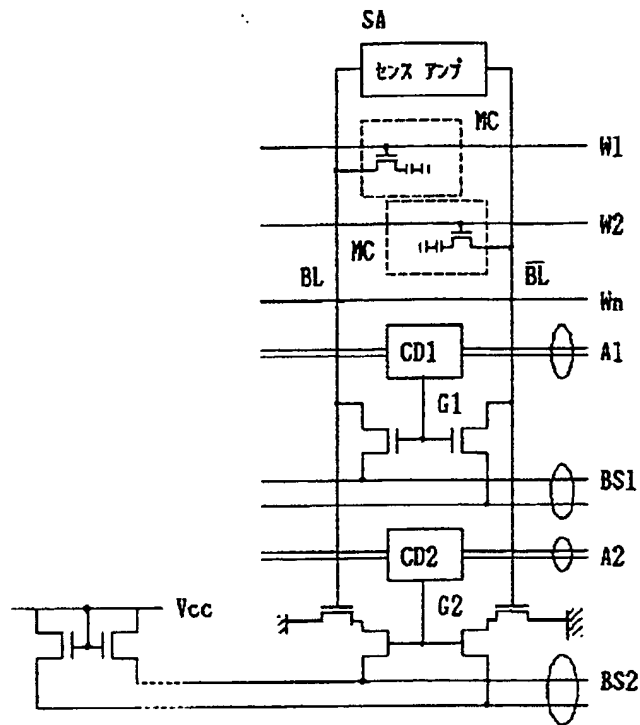 SA
センス アンプ
MC
W1
W2
MC
BL
B̅L̅
Wn
CD1
A1
G1
BS1
CD2
A2
G2
Vcc
BS2